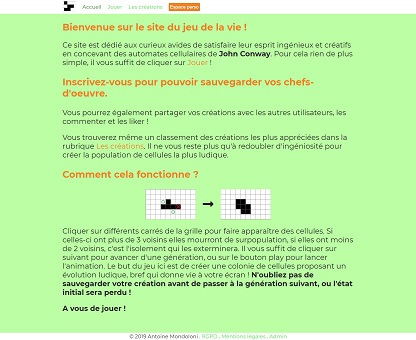 Accueil Jouer Les créations Espace perso
Bienvenue sur le site du jeu de la vie !
Ce site est dédié aux curieux avides de satisfaire leur esprit ingénieux et créatifs
en concevant des automates cellulaires de John Conway. Pour cela rien de plus
simple, il vous suffit de cliquer sur Jouer !
Inscrivez-vous pour pouvoir sauvegarder vos chefs-
d'oeuvre.
Vous pourrez également partager vos créations avec les autres utilisateurs, les
commenter et les liker !
Vous trouverez même un classement des créations les plus appréciées dans la
rubrique Les créations. Il ne vous reste plus qu'à redoubler d'ingéniosité pour
créer la population de cellules la plus ludique.
Comment cela fonctionne ?
Cliquer sur différents carrés de la grille pour faire apparaître des cellules. Si
celles-ci ont plus de 3 voisins elles mourront de surpopulation, si elles ont moins
de 2 voisins, c'est l'isolement qui les exterminera. Il vous suffit de cliquer sur
suivant pour avancer d'une génération, ou sur le bouton play pour lancer
l'animation. Le but du jeu ici est de créer une colonie de cellules proposant un
évolution ludique, bref qui donne vie à votre écran ! N'oubliez pas de
sauvegarder votre création avant de passer à la génération suivant, ou l'état
initial sera perdu !
A vous de jouer !
© 2019 Antoine Mondoloni . RGPD . Mentions légales . Admin